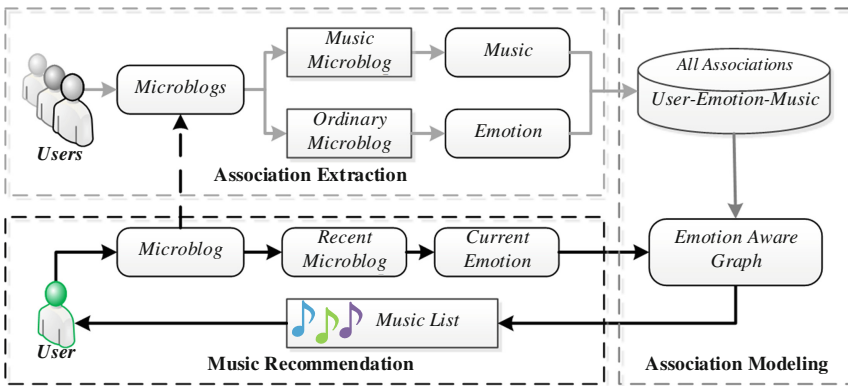 Users
Microblogs
Music
Microblog
Music
Ordinary
Microblog
Emotion
Association Extraction
All Associations
User-Emotion-Music
Microblog
Recent
Microblog
Current
Emotion
Emotion Aware
Graph
User
Music List
Music Recommendation
Association Modeling